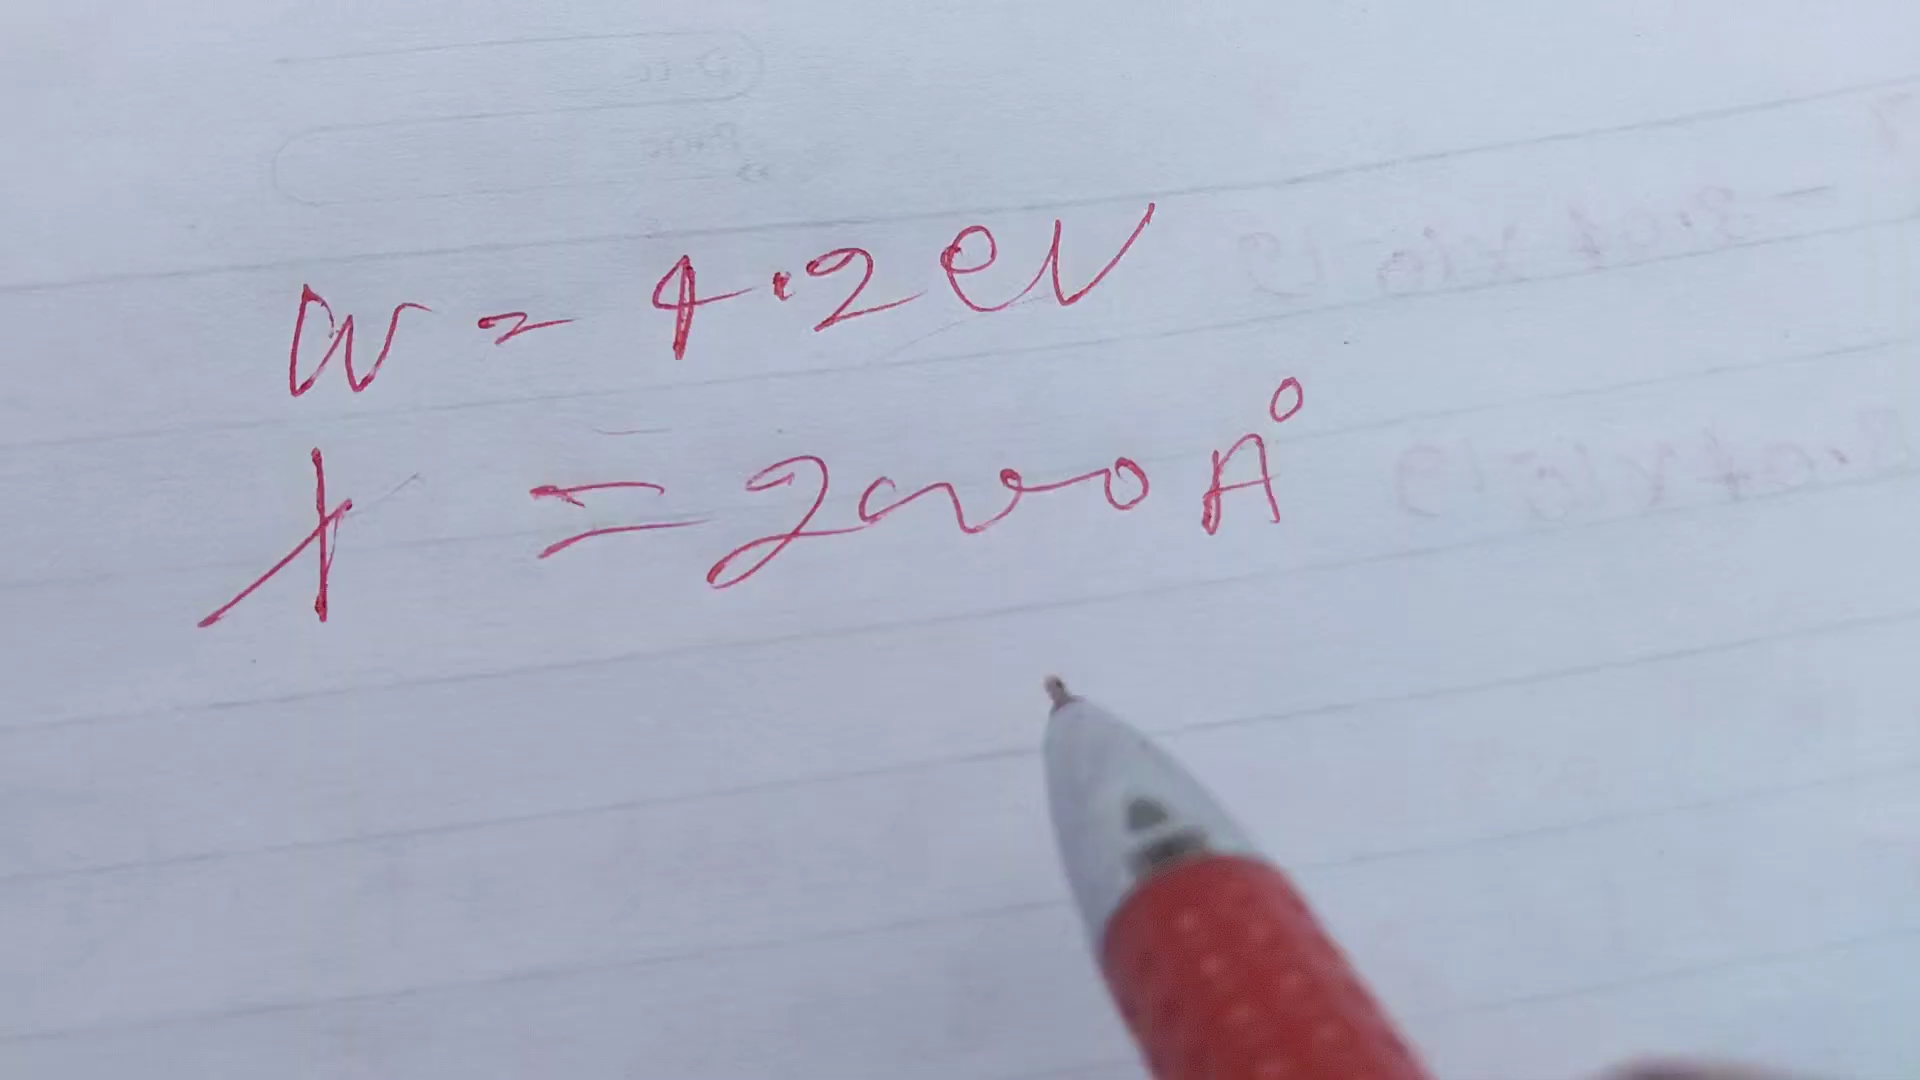 W = 4.2 eV
λ = 2000 A°